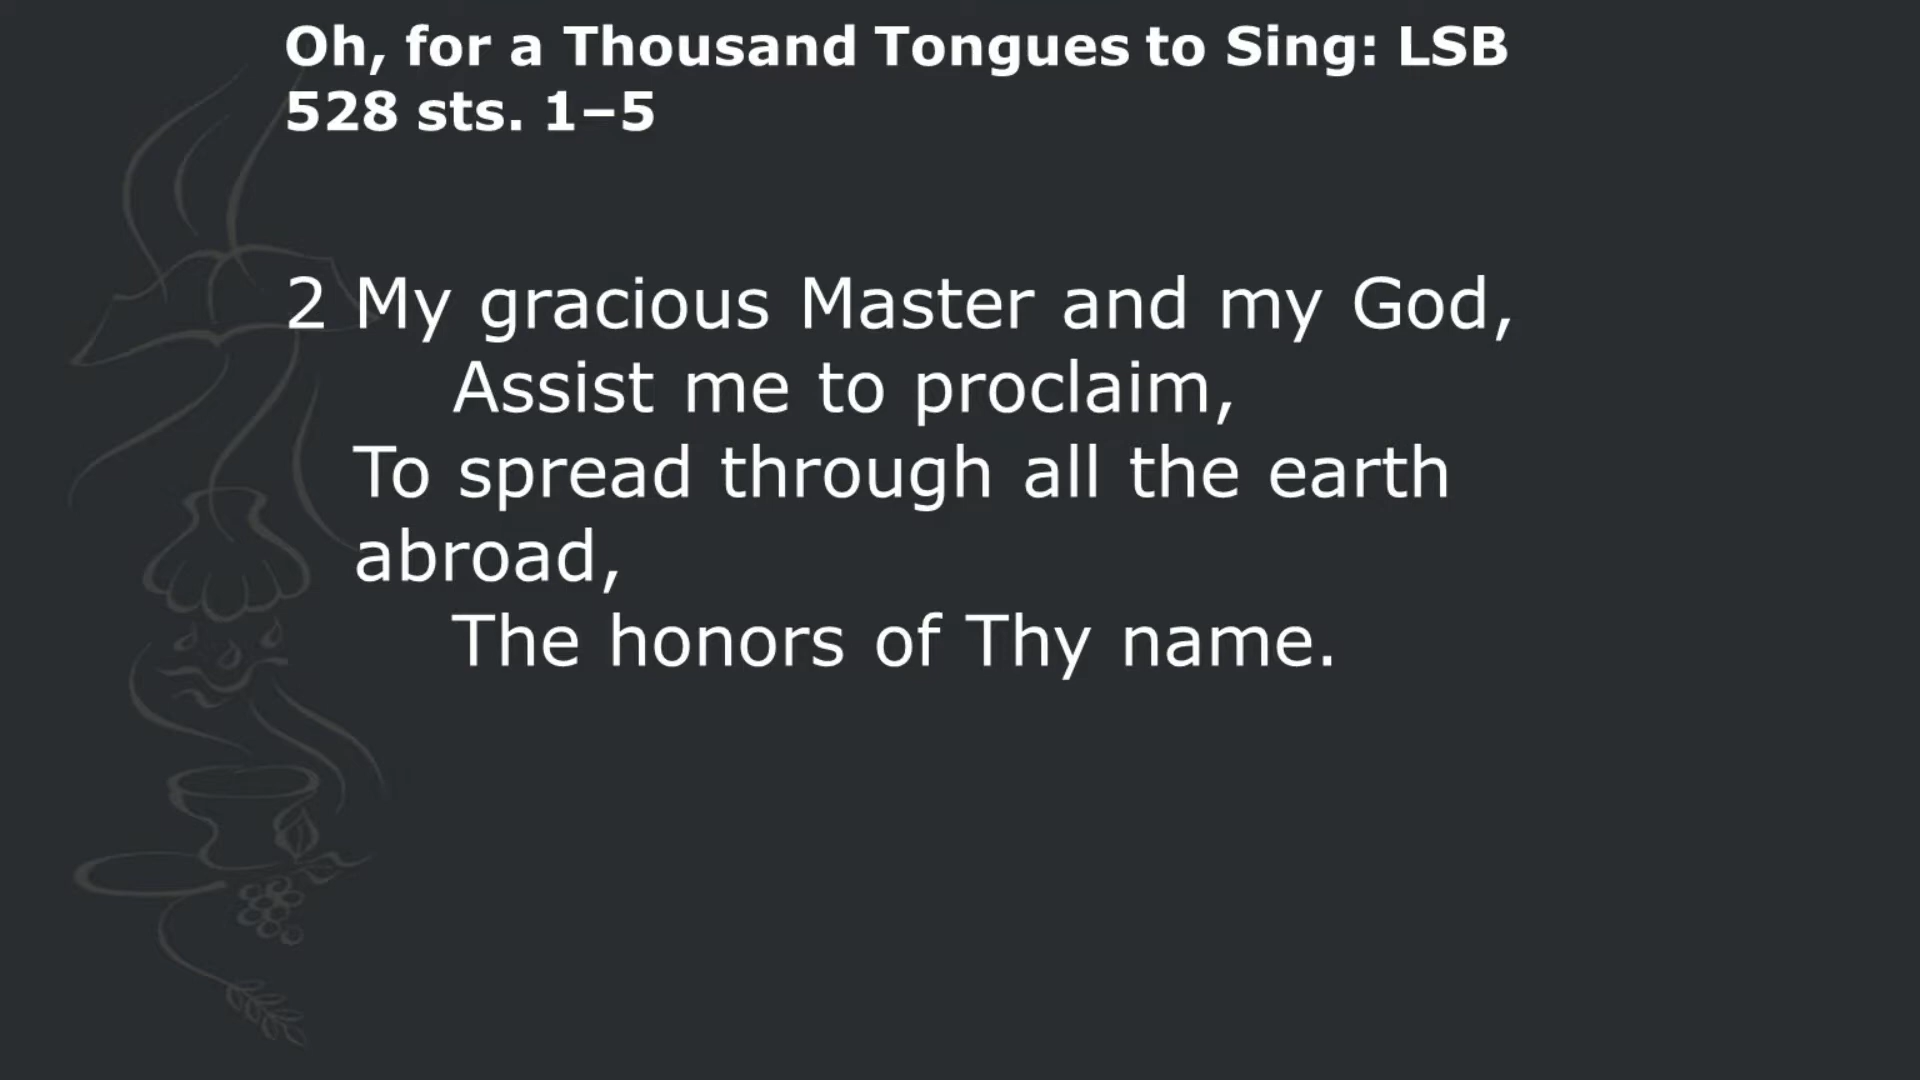 Oh, for a Thousand Tongues to Sing: LSB
528 sts. 1–5
2 My gracious Master and my God,
Assist me to proclaim,
To spread through all the earth
abroad,
The honors of Thy name.